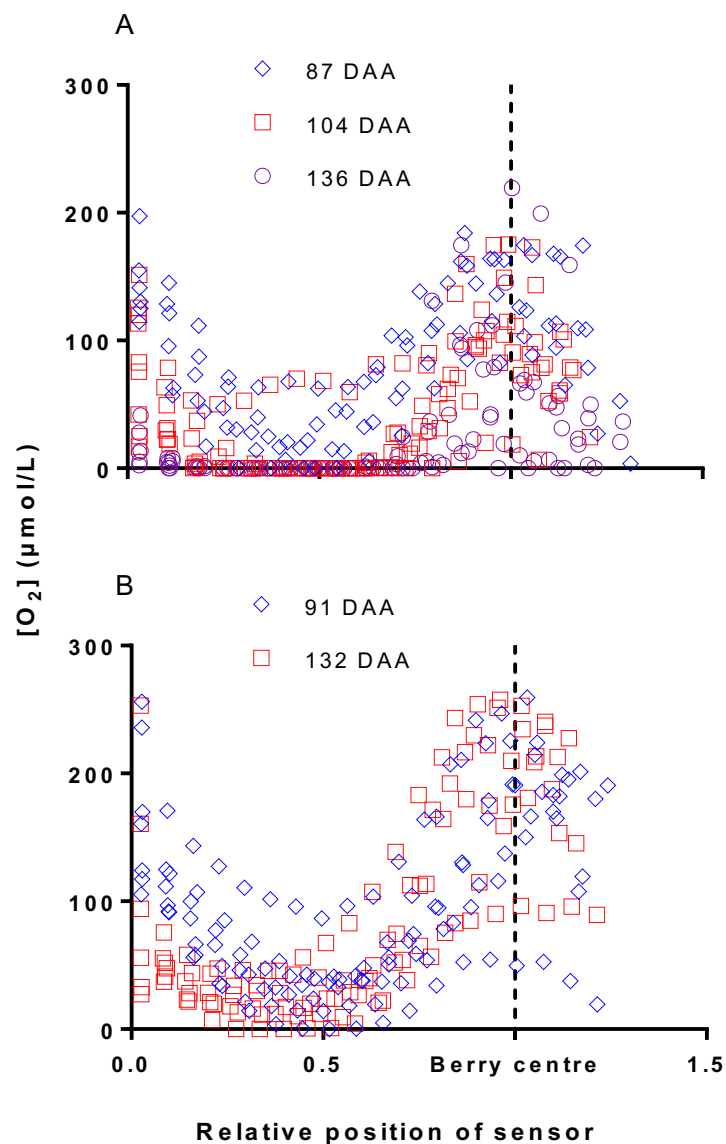 A
87 DAA
104 DAA
136 DAA
300
200
100
0
[O₂] (µmol/L)
B
91 DAA
132 DAA
300
200
100
0
0.0 0.5 Berry centre 1.5
Relative position of sensor